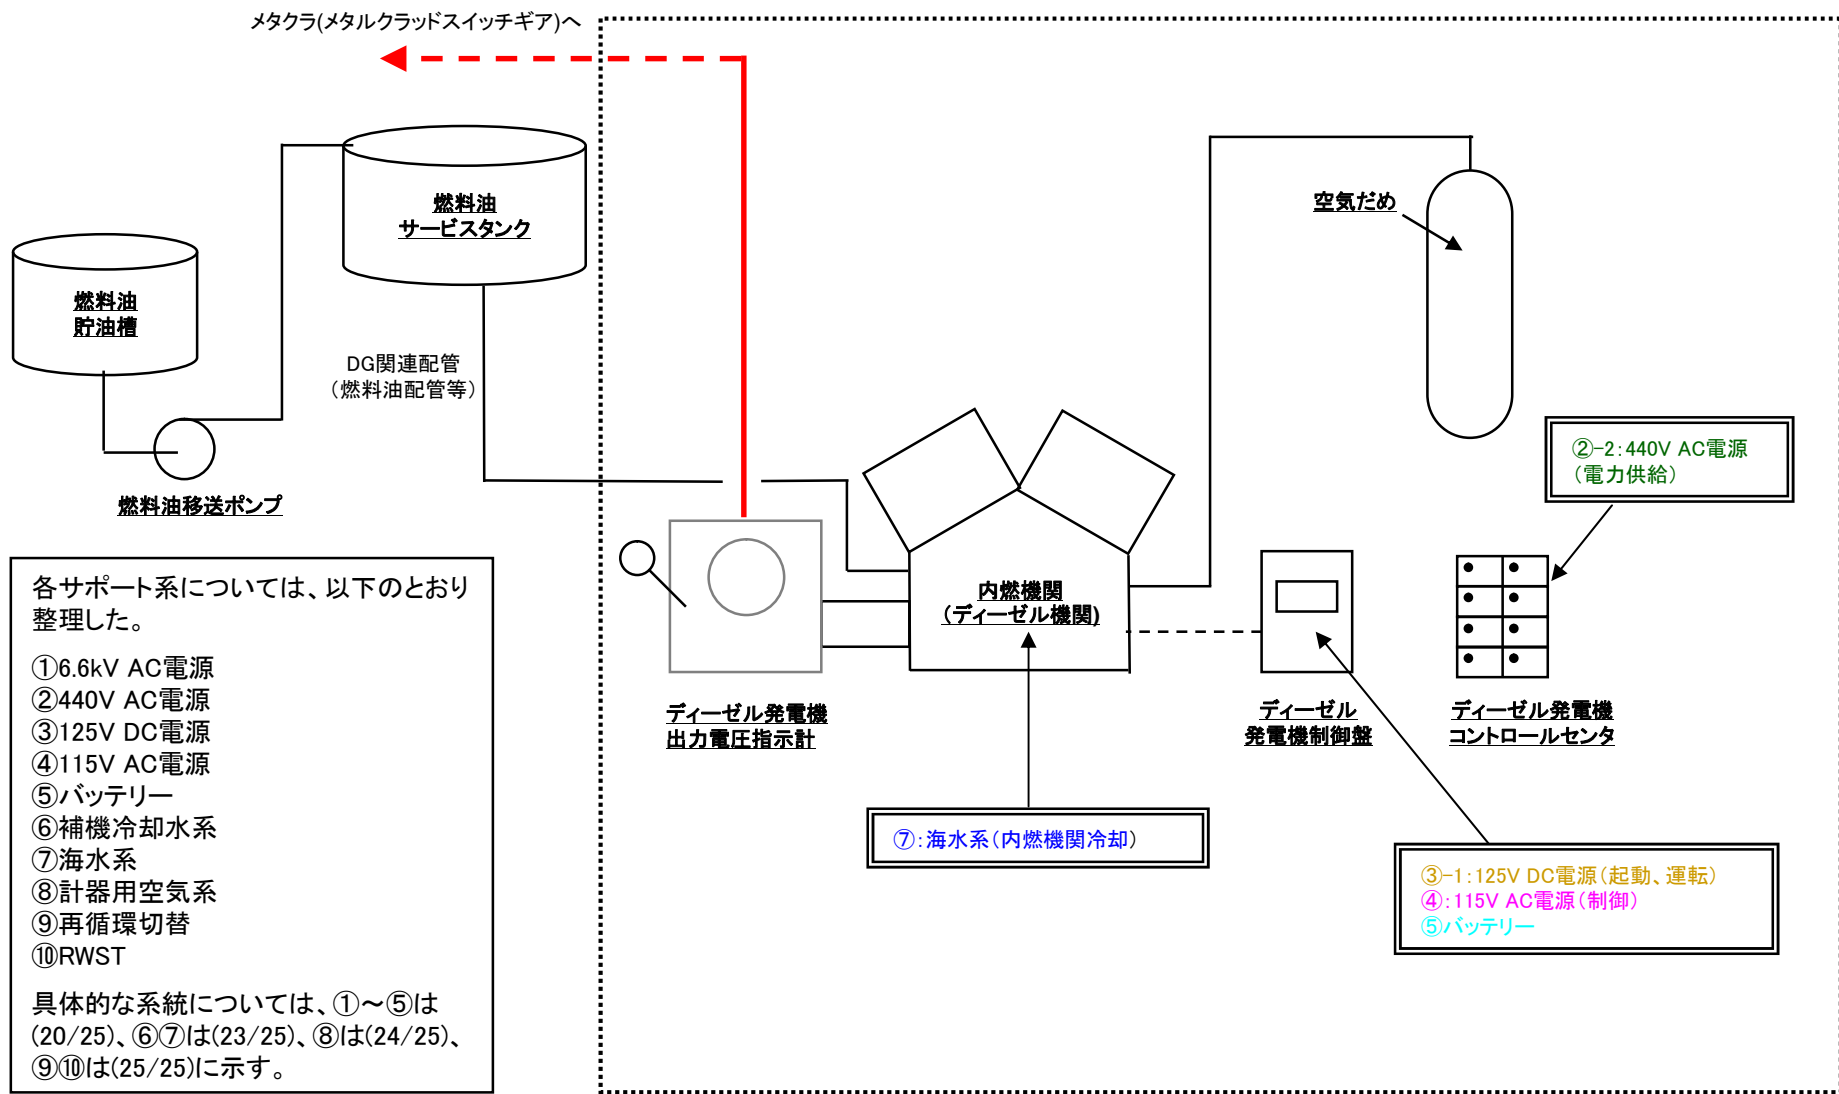 メタクラ(メタルクラッドスイッチギア)へ
燃料油
サービスタンク
空気だめ
燃料油
貯油槽
DG関連配管
（燃料油配管等）
燃料油移送ポンプ
②-2：440V AC電源
（電力供給）
内燃機関
（ディーゼル機関)
ディーゼル発電機
出力電圧指示計
ディーゼル
発電機制御盤
ディーゼル発電機
コントロールセンタ
⑦：海水系（内燃機関冷却）
③-1：125V DC電源（起動、運転）
④：115V AC電源（制御）
⑤バッテリー
各サポート系については、以下のとおり
整理した。
①6.6kV AC電源
②440V AC電源
③125V DC電源
④115V AC電源
⑤バッテリー
⑥補機冷却水系
⑦海水系
⑧計器用空気系
⑨再循環切替
⑩RWST
具体的な系統については、①～⑤は
(20/25)、⑥⑦は(23/25)、⑧は(24/25)、
⑨⑩は(25/25)に示す。